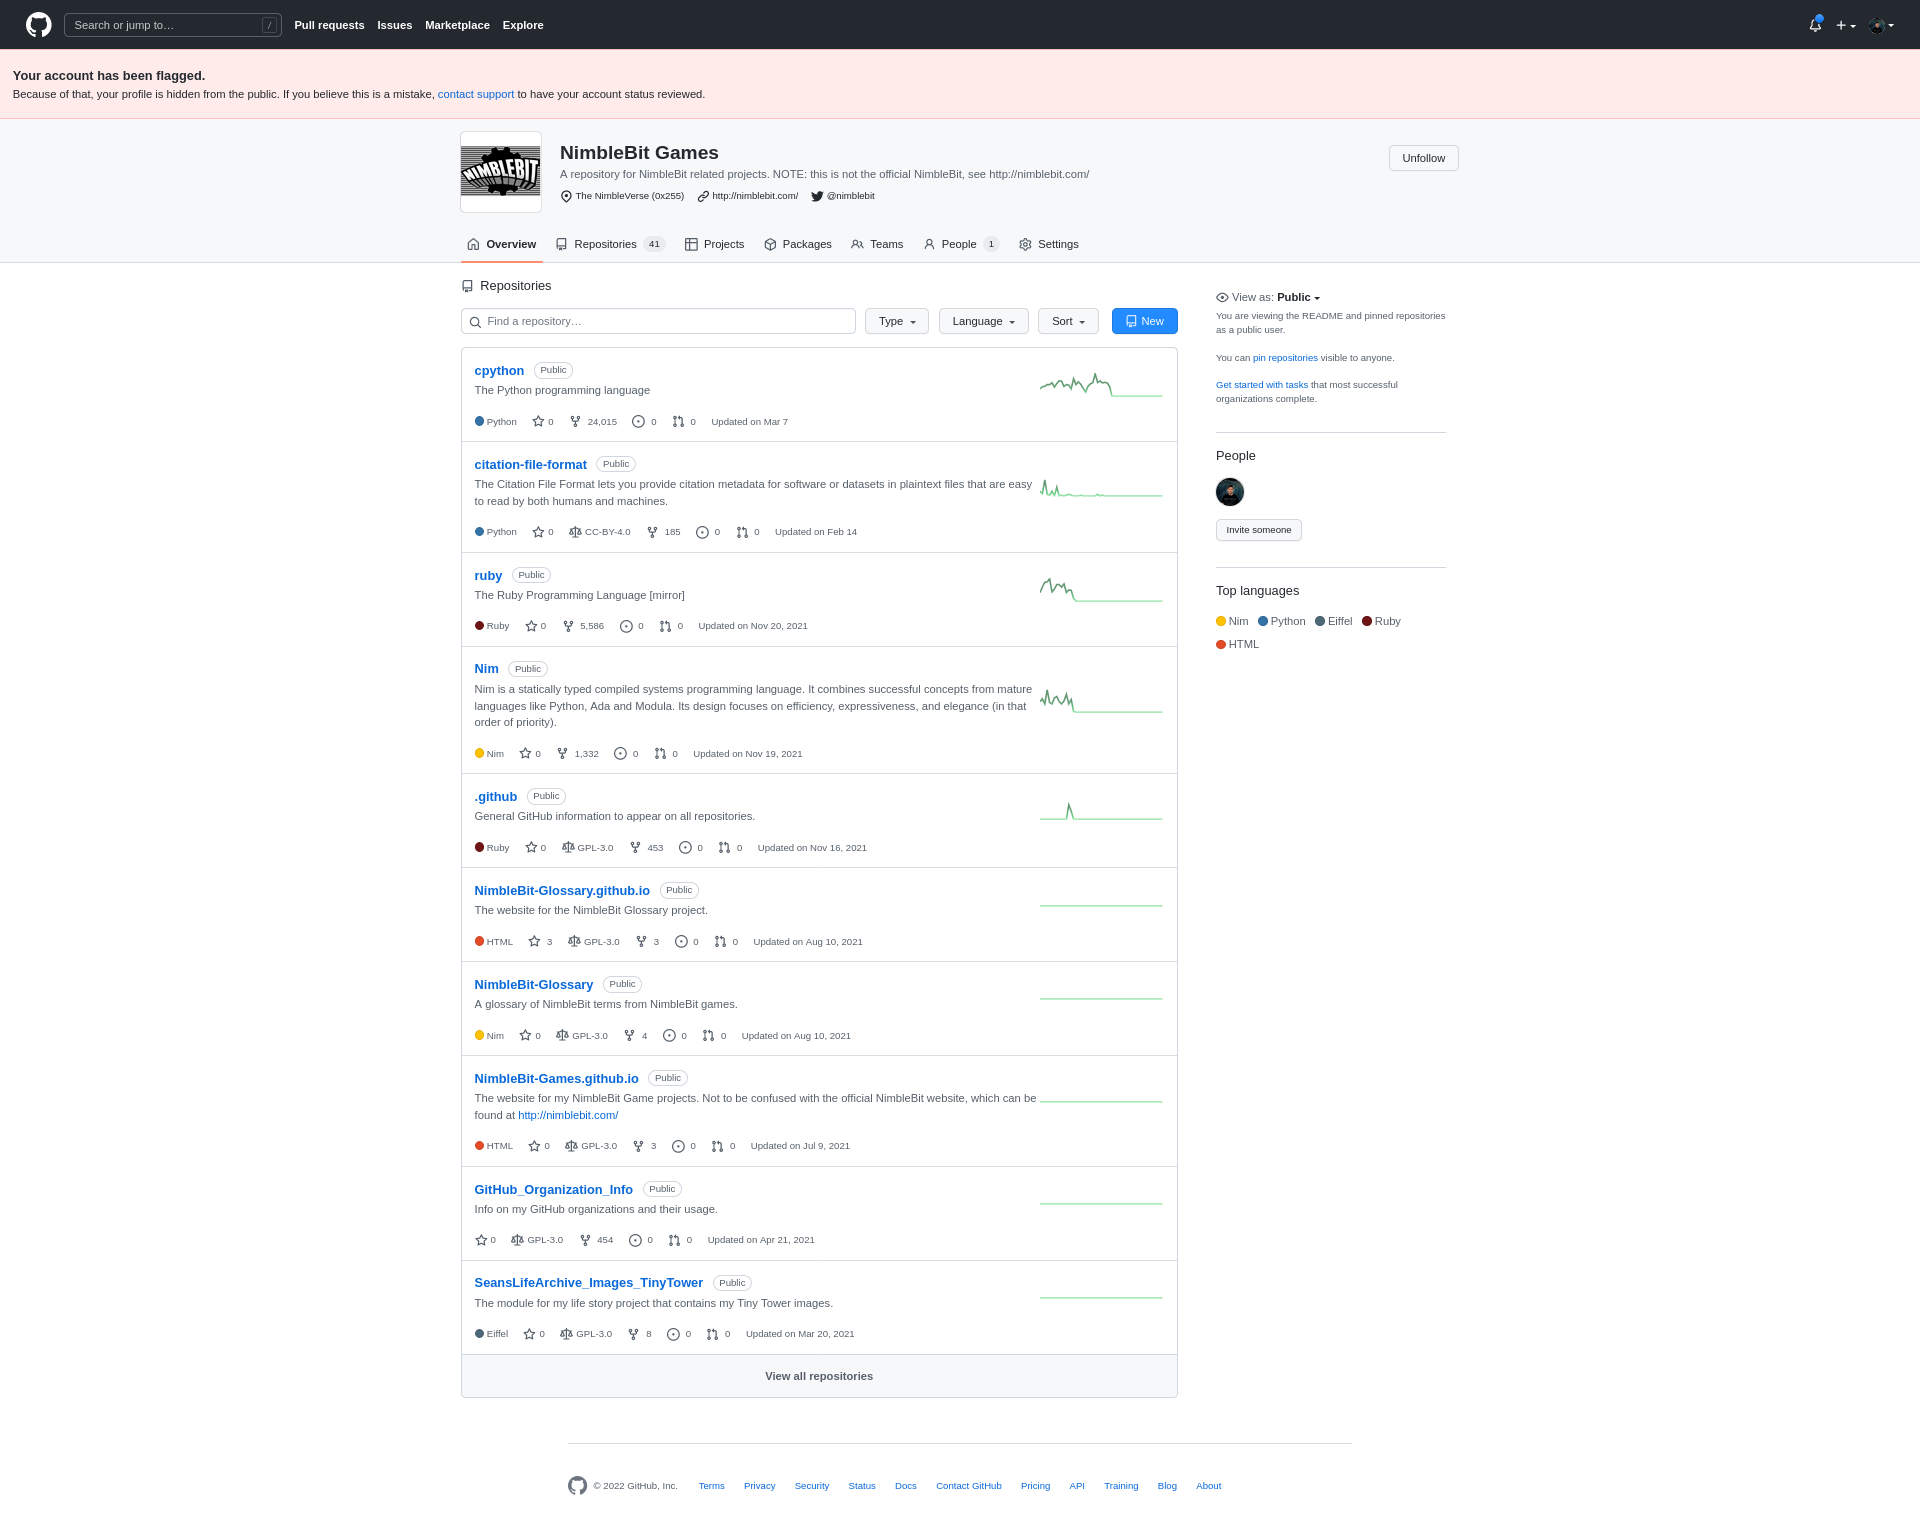 Search or jump to…
/
Pull requests Issues Marketplace Explore
Your account has been flagged.
Because of that, your profile is hidden from the public. If you believe this is a mistake, contact support to have your account status reviewed.
NIMBLEBIT
NimbleBit Games
Unfollow
A repository for NimbleBit related projects. NOTE: this is not the official NimbleBit, see http://nimblebit.com/
The NimbleVerse (0x255) http://nimblebit.com/ @nimblebit
Overview Repositories 41 Projects Packages Teams People 1 Settings
Repositories
Find a repository… Type Language Sort New
cpython Public
The Python programming language
Python 0 24,015 0 0 Updated on Mar 7
citation-file-format Public
The Citation File Format lets you provide citation metadata for software or datasets in plaintext files that are easy
to read by both humans and machines.
Python 0 CC-BY-4.0 185 0 0 Updated on Feb 14
ruby Public
The Ruby Programming Language [mirror]
Ruby 0 5,586 0 0 Updated on Nov 20, 2021
Nim Public
Nim is a statically typed compiled systems programming language. It combines successful concepts from mature
languages like Python, Ada and Modula. Its design focuses on efficiency, expressiveness, and elegance (in that
order of priority).
Nim 0 1,332 0 0 Updated on Nov 19, 2021
.github Public
General GitHub information to appear on all repositories.
Ruby 0 GPL-3.0 453 0 0 Updated on Nov 16, 2021
NimbleBit-Glossary.github.io Public
The website for the NimbleBit Glossary project.
HTML 3 GPL-3.0 3 0 0 Updated on Aug 10, 2021
NimbleBit-Glossary Public
A glossary of NimbleBit terms from NimbleBit games.
Nim 0 GPL-3.0 4 0 0 Updated on Aug 10, 2021
NimbleBit-Games.github.io Public
The website for my NimbleBit Game projects. Not to be confused with the official NimbleBit website, which can be
found at http://nimblebit.com/
HTML 0 GPL-3.0 3 0 0 Updated on Jul 9, 2021
GitHub_Organization_Info Public
Info on my GitHub organizations and their usage.
0 GPL-3.0 454 0 0 Updated on Apr 21, 2021
SeansLifeArchive_Images_TinyTower Public
The module for my life story project that contains my Tiny Tower images.
Eiffel 0 GPL-3.0 8 0 0 Updated on Mar 20, 2021
View all repositories
View as: Public
You are viewing the README and pinned repositories
as a public user.
You can pin repositories visible to anyone.
Get started with tasks that most successful
organizations complete.
People
Invite someone
Top languages
Nim Python Eiffel Ruby
HTML
© 2022 GitHub, Inc. Terms Privacy Security Status Docs Contact GitHub Pricing API Training Blog About